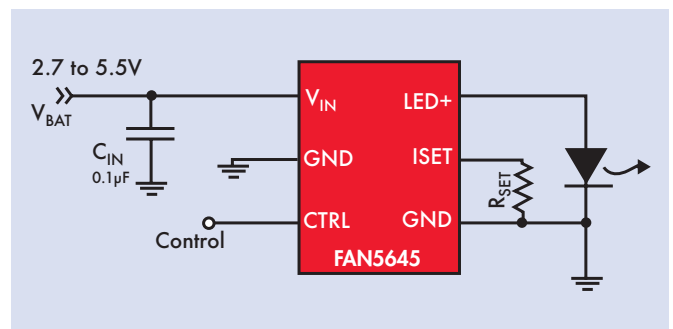 2.7 to 5.5V
VBAT
CIN
0.1µF
Control
VIN
GND
CTRL
LED+
ISET
GND
FAN5645
RSET